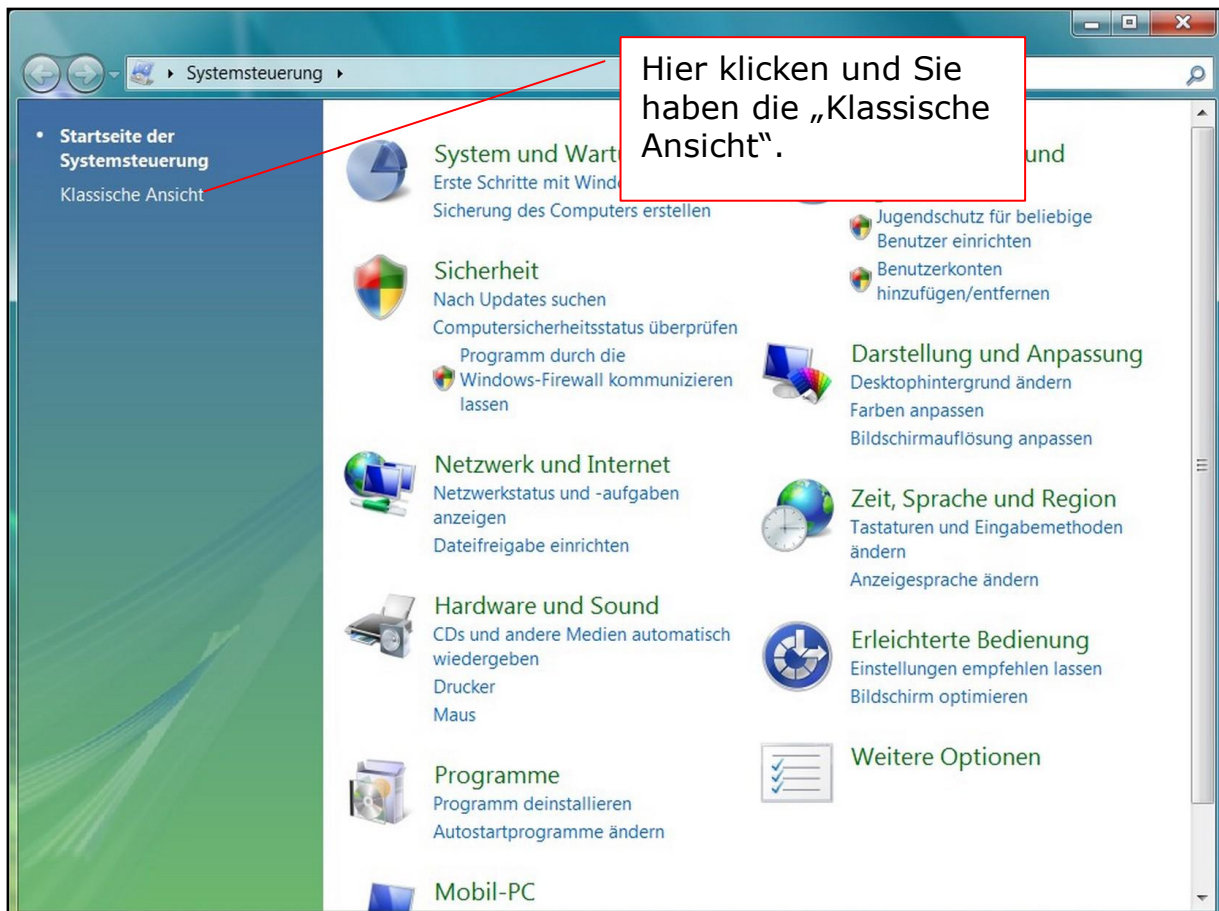 Systemsteuerung
Hier klicken und Sie
haben die „Klassische
Ansicht“.
• Startseite der
Systemsteuerung
Klassische Ansicht
System und
Erste Schritte mit
Sicherung des Computers erstellen
Sicherheit
Nach Updates suchen
Computersicherheitsstatus überprüfen
Programm durch die
Windows-Firewall kommunizieren
lassen
Netzwerk und Internet
Netzwerkstatus und -aufgaben
anzeigen
Dateifreigabe einrichten
Hardware und Sound
CDs und andere Medien automatisch
wiedergeben
Drucker
Maus
Programme
Programm deinstallieren
Autostartprogramme ändern
Mobil-PC
und
Jugendschutz für beliebige
Benutzer einrichten
Benutzerkonten
hinzufügen/entfernen
Darstellung und Anpassung
Desktophintergrund ändern
Farben anpassen
Bildschirmauflösung anpassen
Zeit, Sprache und Region
Tastaturen und Eingabemethoden
ändern
Anzeigesprache ändern
Erleichterte Bedienung
Einstellungen empfehlen lassen
Bildschirm optimieren
Weitere Optionen